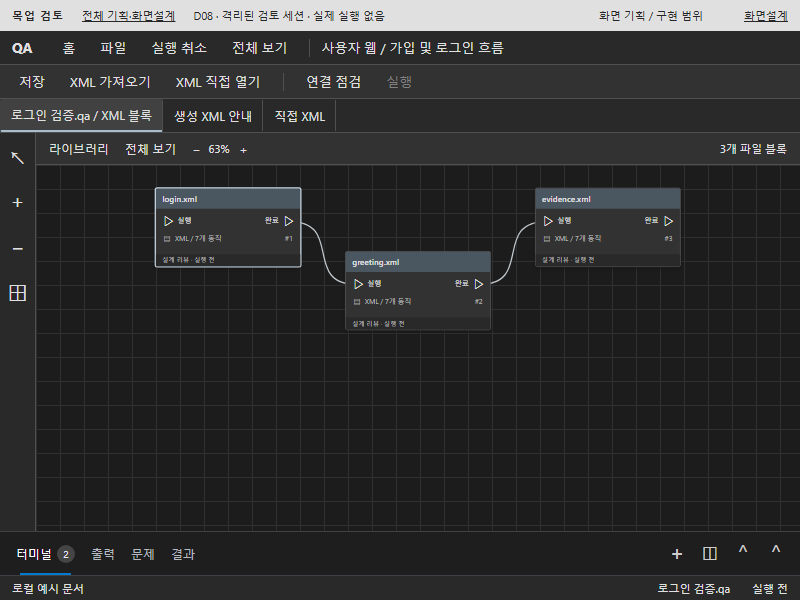 목업 검토 전체 기획·화면설계 D08 · 격리된 검토 세션 · 실제 실행 없음 화면 기획 / 구현 범위 화면설계
QA 홈 파일 실행 취소 전체 보기 사용자 웹 / 가입 및 로그인 흐름
저장 XML 가져오기 XML 직접 열기 연결 점검 실행
로그인 검증.qa / XML 블록 생성 XML 안내 직접 XML
라이브러리 전체 보기 − 63% + 3개 파일 블록
login.xml
실행 완료
XML / 7개 동작 #1
설계 리뷰 · 실행 전
greeting.xml
실행 완료
XML / 7개 동작 #2
설계 리뷰 · 실행 전
evidence.xml
실행 완료
XML / 7개 동작 #3
설계 리뷰 · 실행 전
터미널 2 출력 문제 결과
로컬 예시 문서 로그인 검증.qa 실행 전